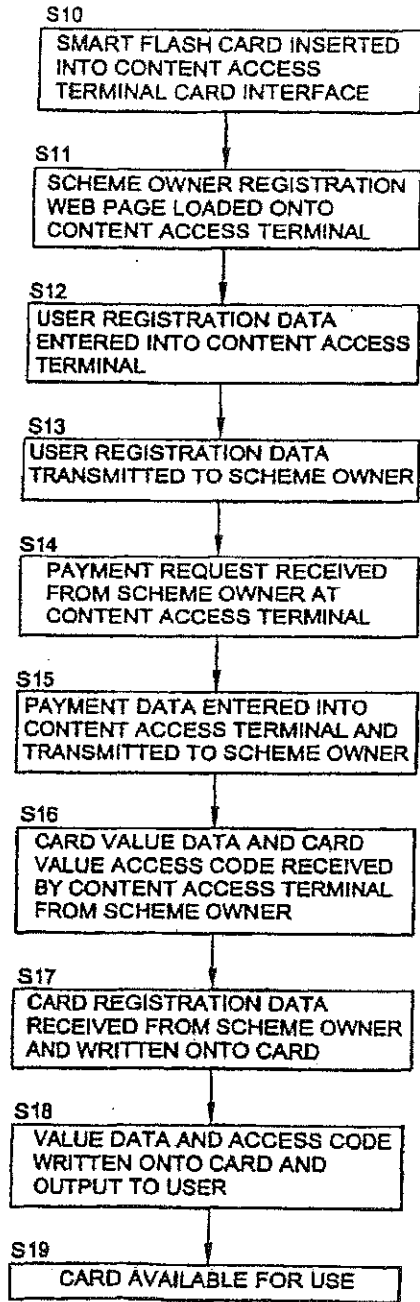 S10
SMART FLASH CARD INSERTED
INTO CONTENT ACCESS
TERMINAL CARD INTERFACE
S11
SCHEME OWNER REGISTRATION
WEB PAGE LOADED ONTO
CONTENT ACCESS TERMINAL
S12
USER REGISTRATION DATA
ENTERED INTO CONTENT ACCESS
TERMINAL
S13
USER REGISTRATION DATA
TRANSMITTED TO SCHEME OWNER
S14
PAYMENT REQUEST RECEIVED
FROM SCHEME OWNER AT
CONTENT ACCESS TERMINAL
S15
PAYMENT DATA ENTERED INTO
CONTENT ACCESS TERMINAL AND
TRANSMITTED TO SCHEME OWNER
S16
CARD VALUE DATA AND CARD
VALUE ACCESS CODE RECEIVED
BY CONTENT ACCESS TERMINAL
FROM SCHEME OWNER
S17
CARD REGISTRATION DATA
RECEIVED FROM SCHEME OWNER
AND WRITTEN ONTO CARD
S18
VALUE DATA AND ACCESS CODE
WRITTEN ONTO CARD AND
OUTPUT TO USER
S19
CARD AVAILABLE FOR USE